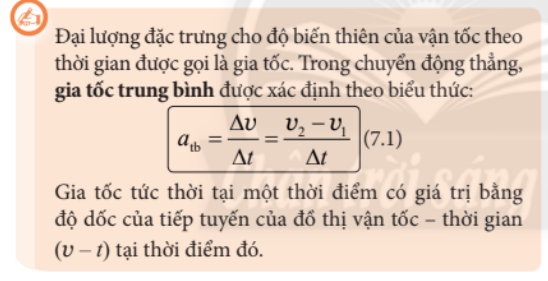 Đại lượng đặc trưng cho độ biến thiên của vận tốc theo
thời gian được gọi là gia tốc. Trong chuyển động thẳng,
gia tốc trung bình được xác định theo biểu thức:
a_tb = Δv/Δt = (v₂ − v₁)/Δt (7.1)
Gia tốc tức thời tại một thời điểm có giá trị bằng
độ dốc của tiếp tuyến của đồ thị vận tốc – thời gian
(v – t) tại thời điểm đó.
Chân trời sáng